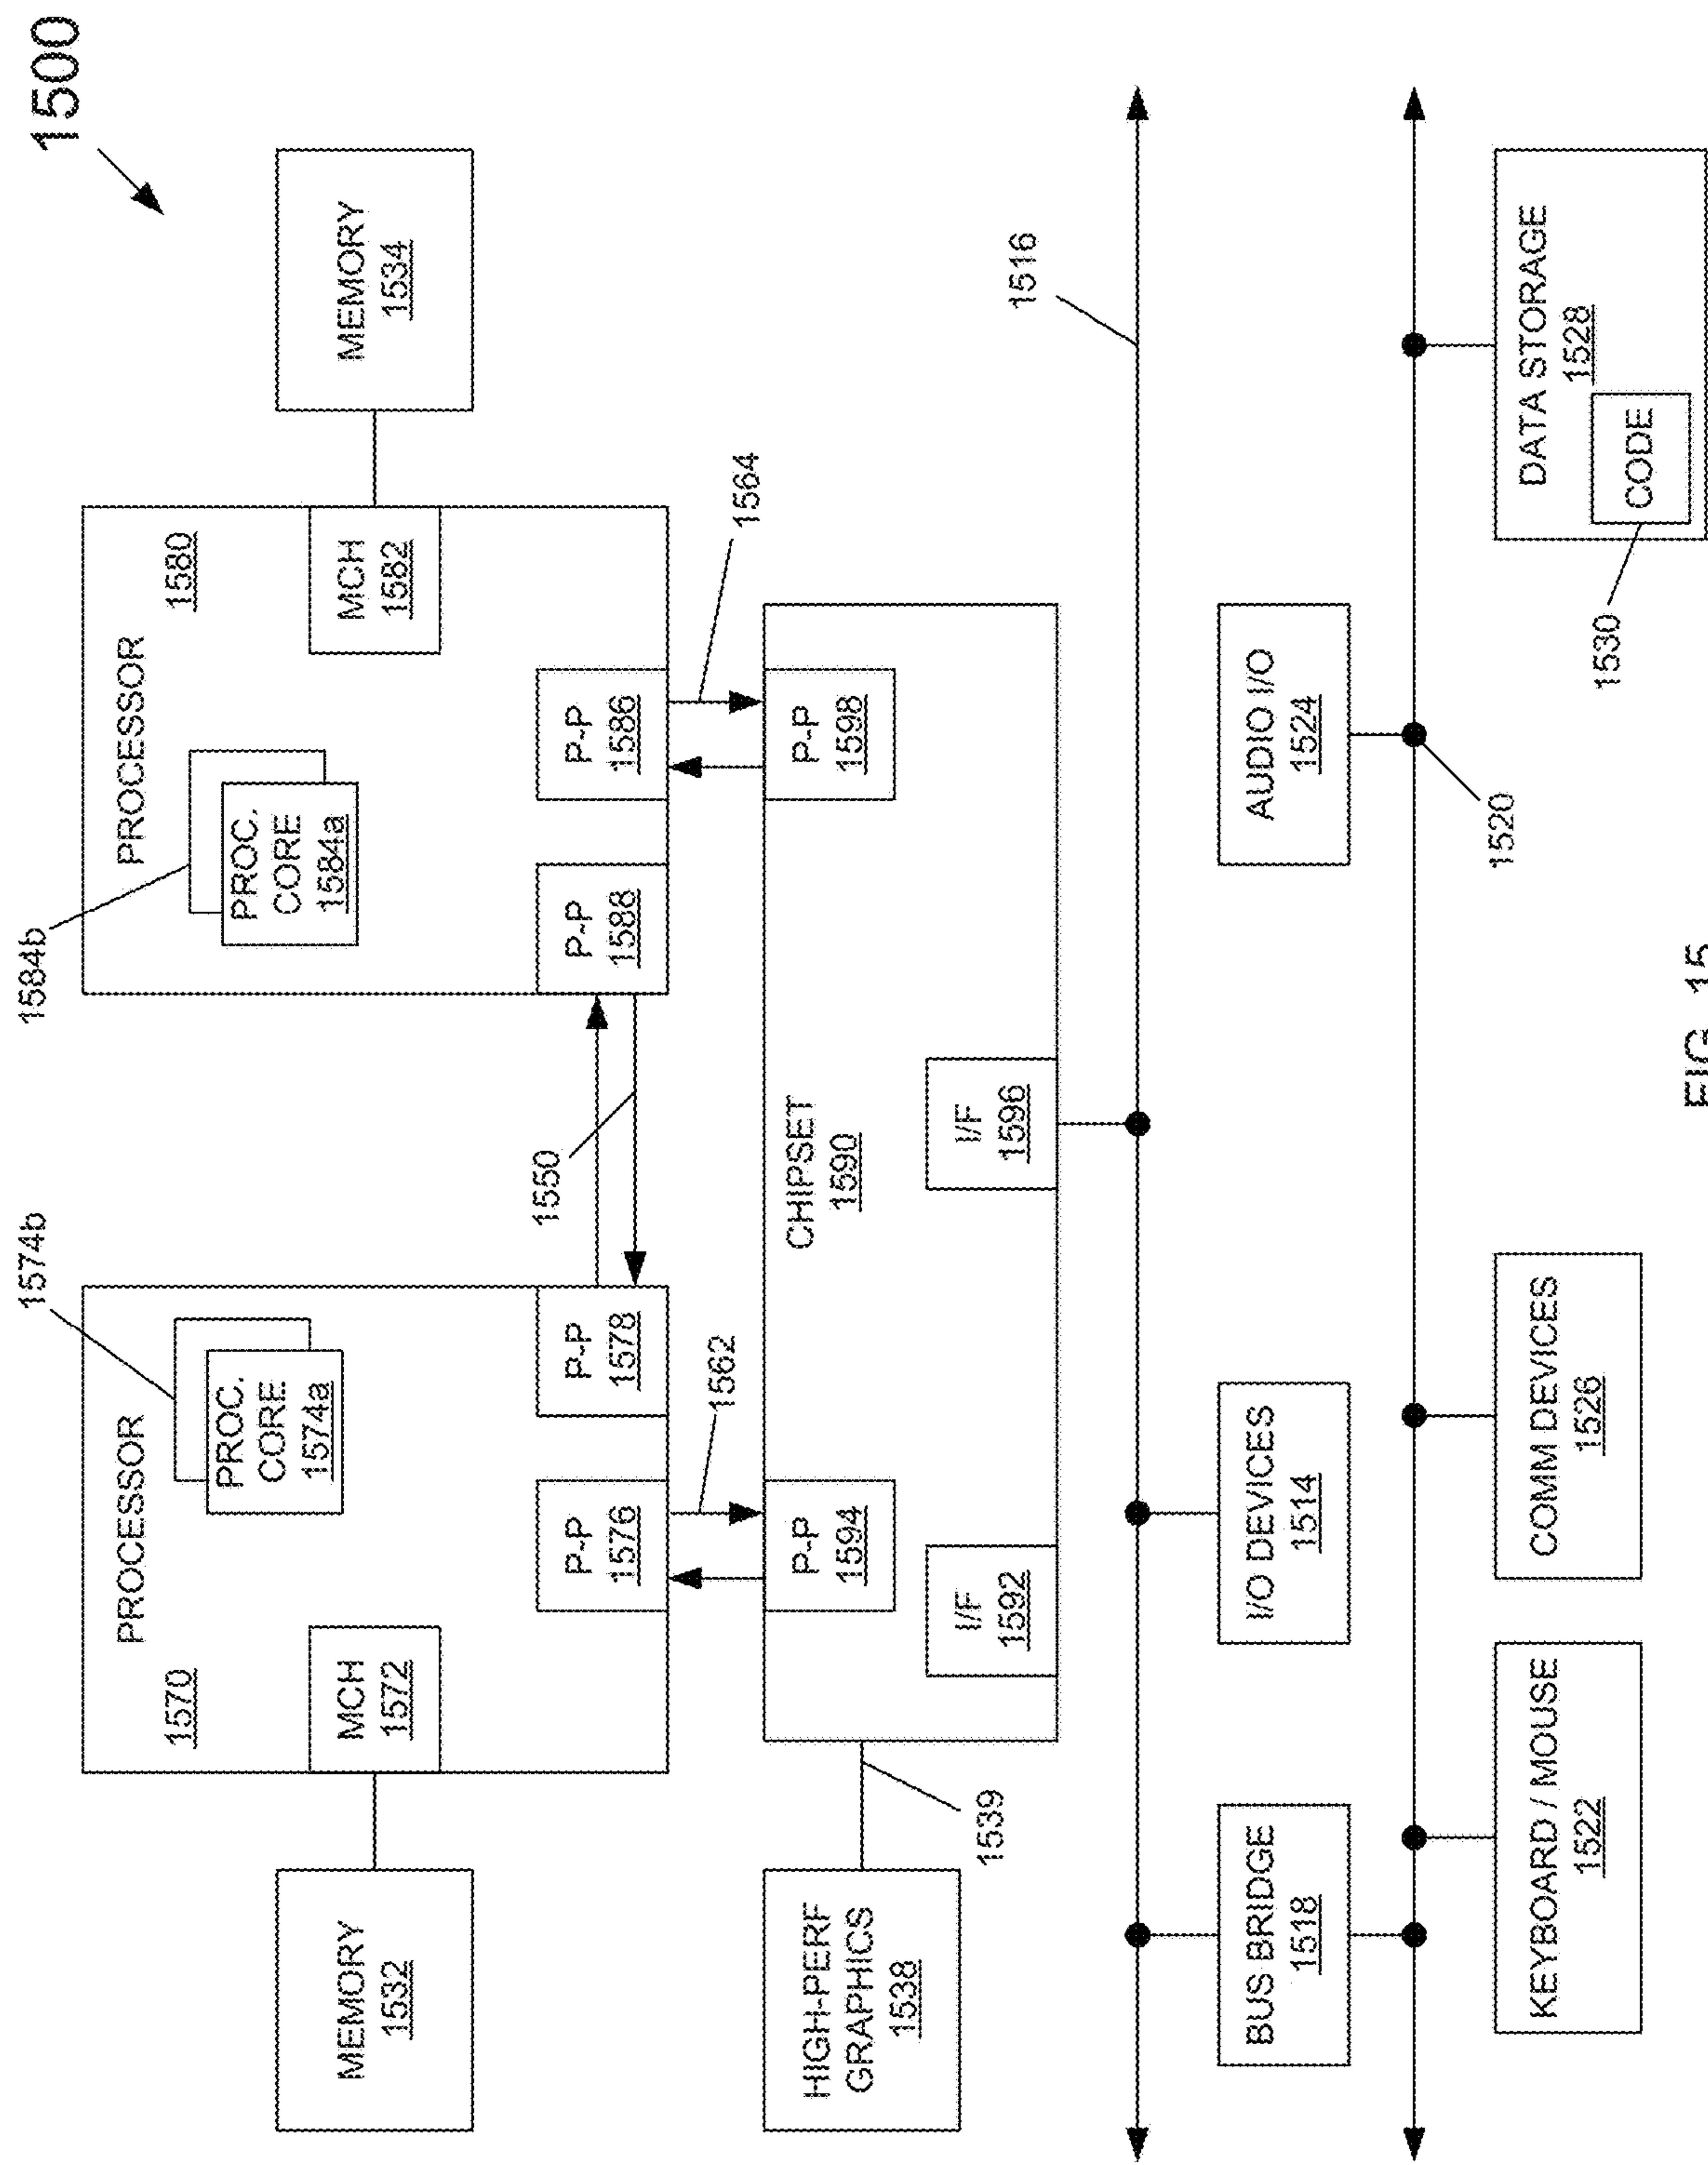 1500
1574b
1584b
PROCESSOR
1570
PROC.
CORE
1574a
MCH
1572
P-P
1576
P-P
1578
MEMORY
1532
PROCESSOR
1580
PROC.
CORE
1584a
MCH
1582
P-P
1588
P-P
1586
MEMORY
1534
1550
1562
1564
HIGH-PERF
GRAPHICS
1538
1539
CHIPSET
1590
P-P
1594
P-P
1598
I/F
1592
I/F
1596
1516
BUS BRIDGE
1518
I/O DEVICES
1514
AUDIO I/O
1524
1520
KEYBOARD / MOUSE
1522
COMM DEVICES
1526
DATA STORAGE
1528
CODE
1530
FIG. 15